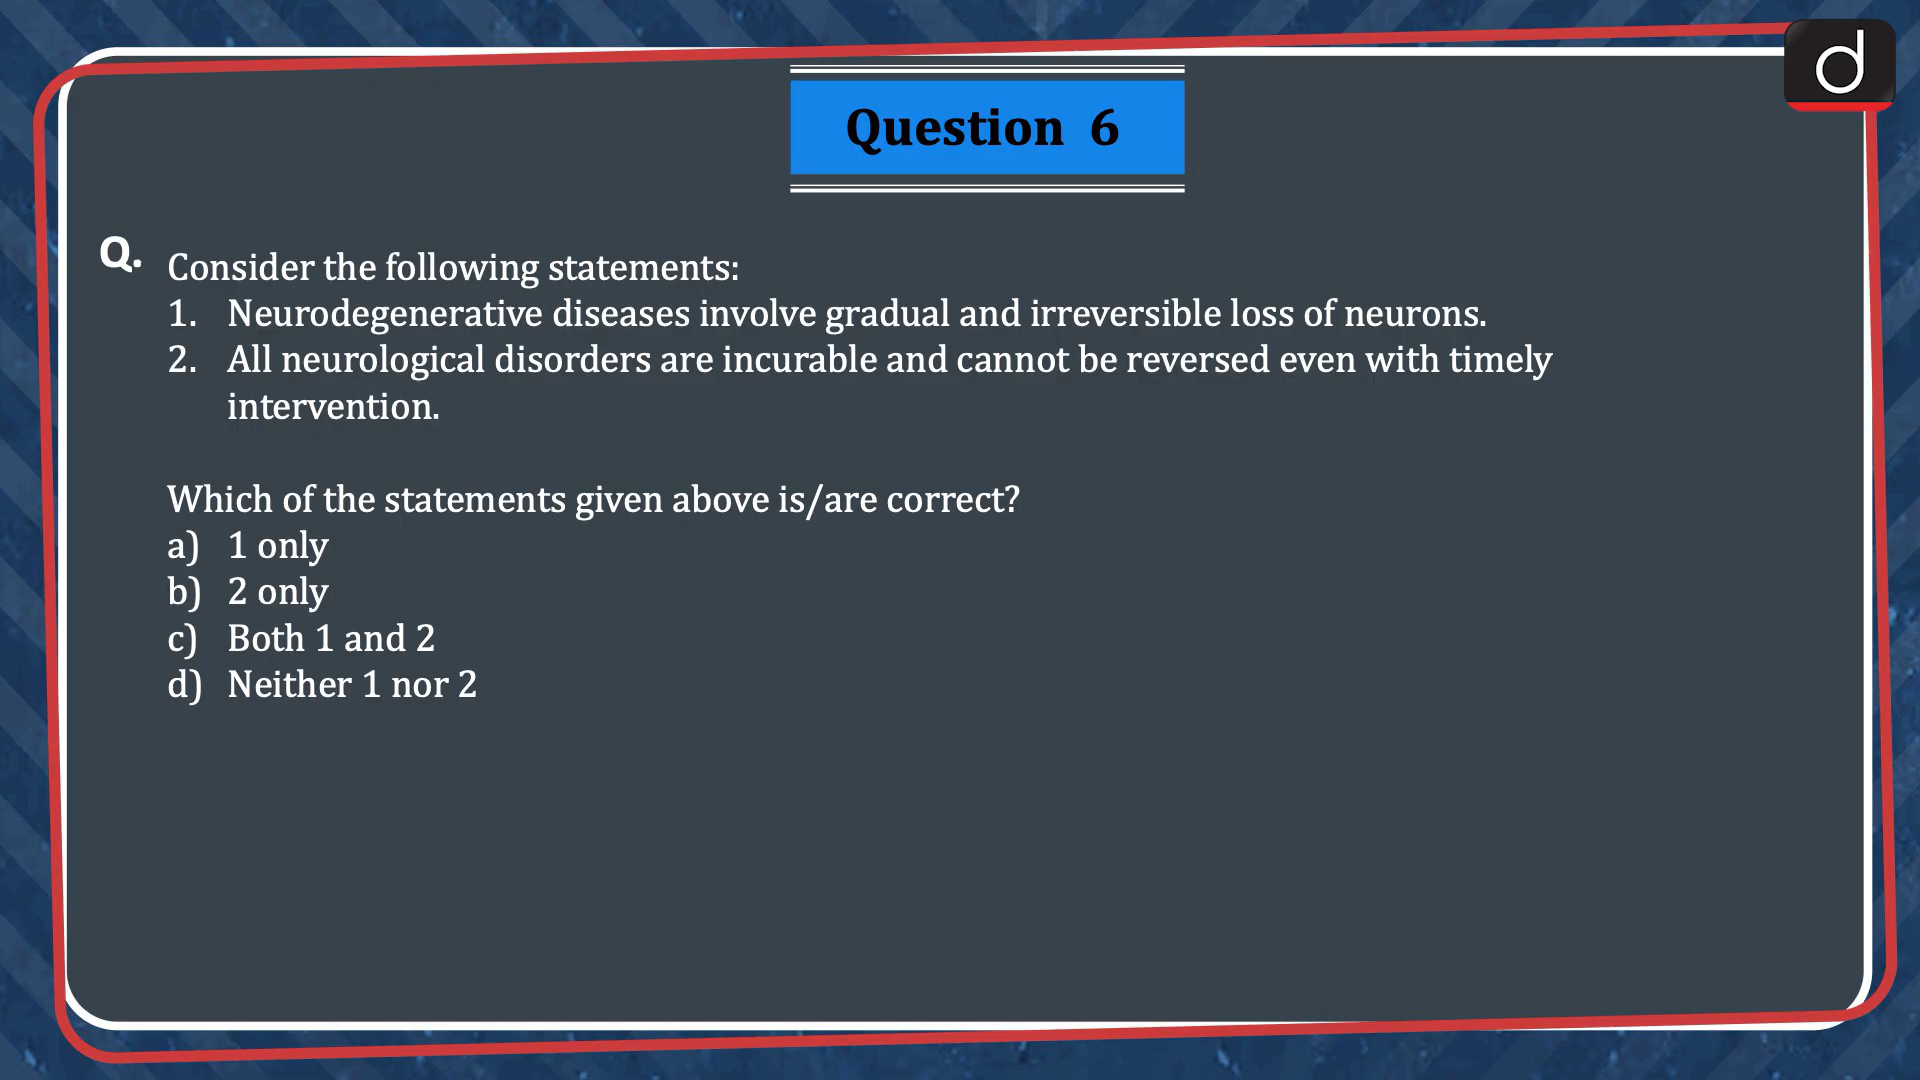 Question 6
Q. Consider the following statements:
1. Neurodegenerative diseases involve gradual and irreversible loss of neurons.
2. All neurological disorders are incurable and cannot be reversed even with timely
intervention.
Which of the statements given above is/are correct?
a) 1 only
b) 2 only
c) Both 1 and 2
d) Neither 1 nor 2
d